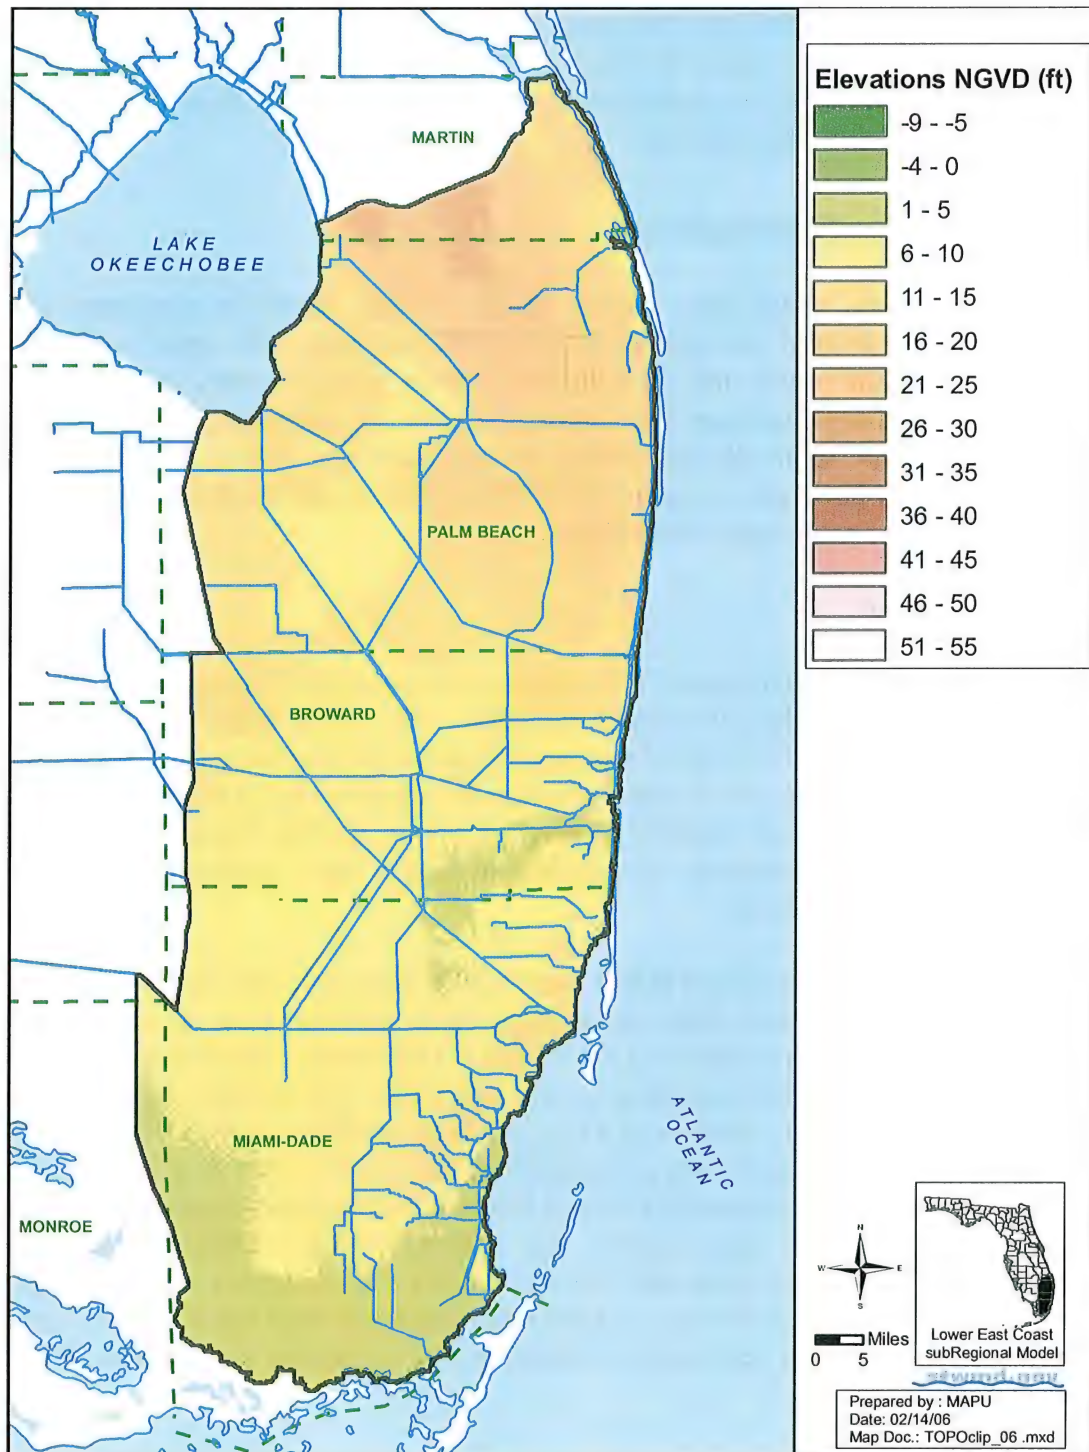 MARTIN
LAKE
OKEECHOBEE
PALM BEACH
BROWARD
MIAMI-DADE
MONROE
ATLANTIC
OCEAN
Elevations NGVD (ft)
-9 - -5
-4 - 0
1 - 5
6 - 10
11 - 15
16 - 20
21 - 25
26 - 30
31 - 35
36 - 40
41 - 45
46 - 50
51 - 55
N
W
E
S
Miles
0 5
Lower East Coast
subRegional Model
Prepared by : MAPU
Date: 02/14/06
Map Doc.: TOPOclip_06 .mxd